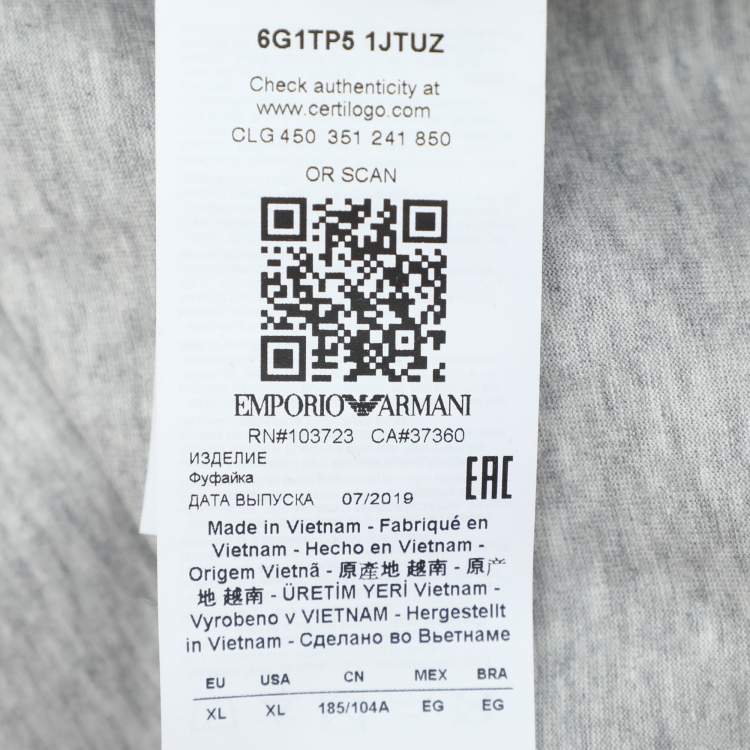 6G1TP5 1JTUZ
Check authenticity at
www.certilogo.com
CLG 450 351 241 850
OR SCAN
EMPORIO ARMANI
RN#103723 CA#37360
ИЗДЕЛИЕ
Фуфайка
EAC
ДАТА ВЫПУСКА 07/2019
Made in Vietnam - Fabriqué en
Vietnam - Hecho en Vietnam -
Origem Vietnã - 原產地 越南 - 原产
地 越南 - ÜRETİM YERİ Vietnam -
Vyrobeno v VIETNAM - Hergestellt
in Vietnam - Сделано во Вьетнаме
EU USA CN MEX BRA
XL XL 185/104A EG EG